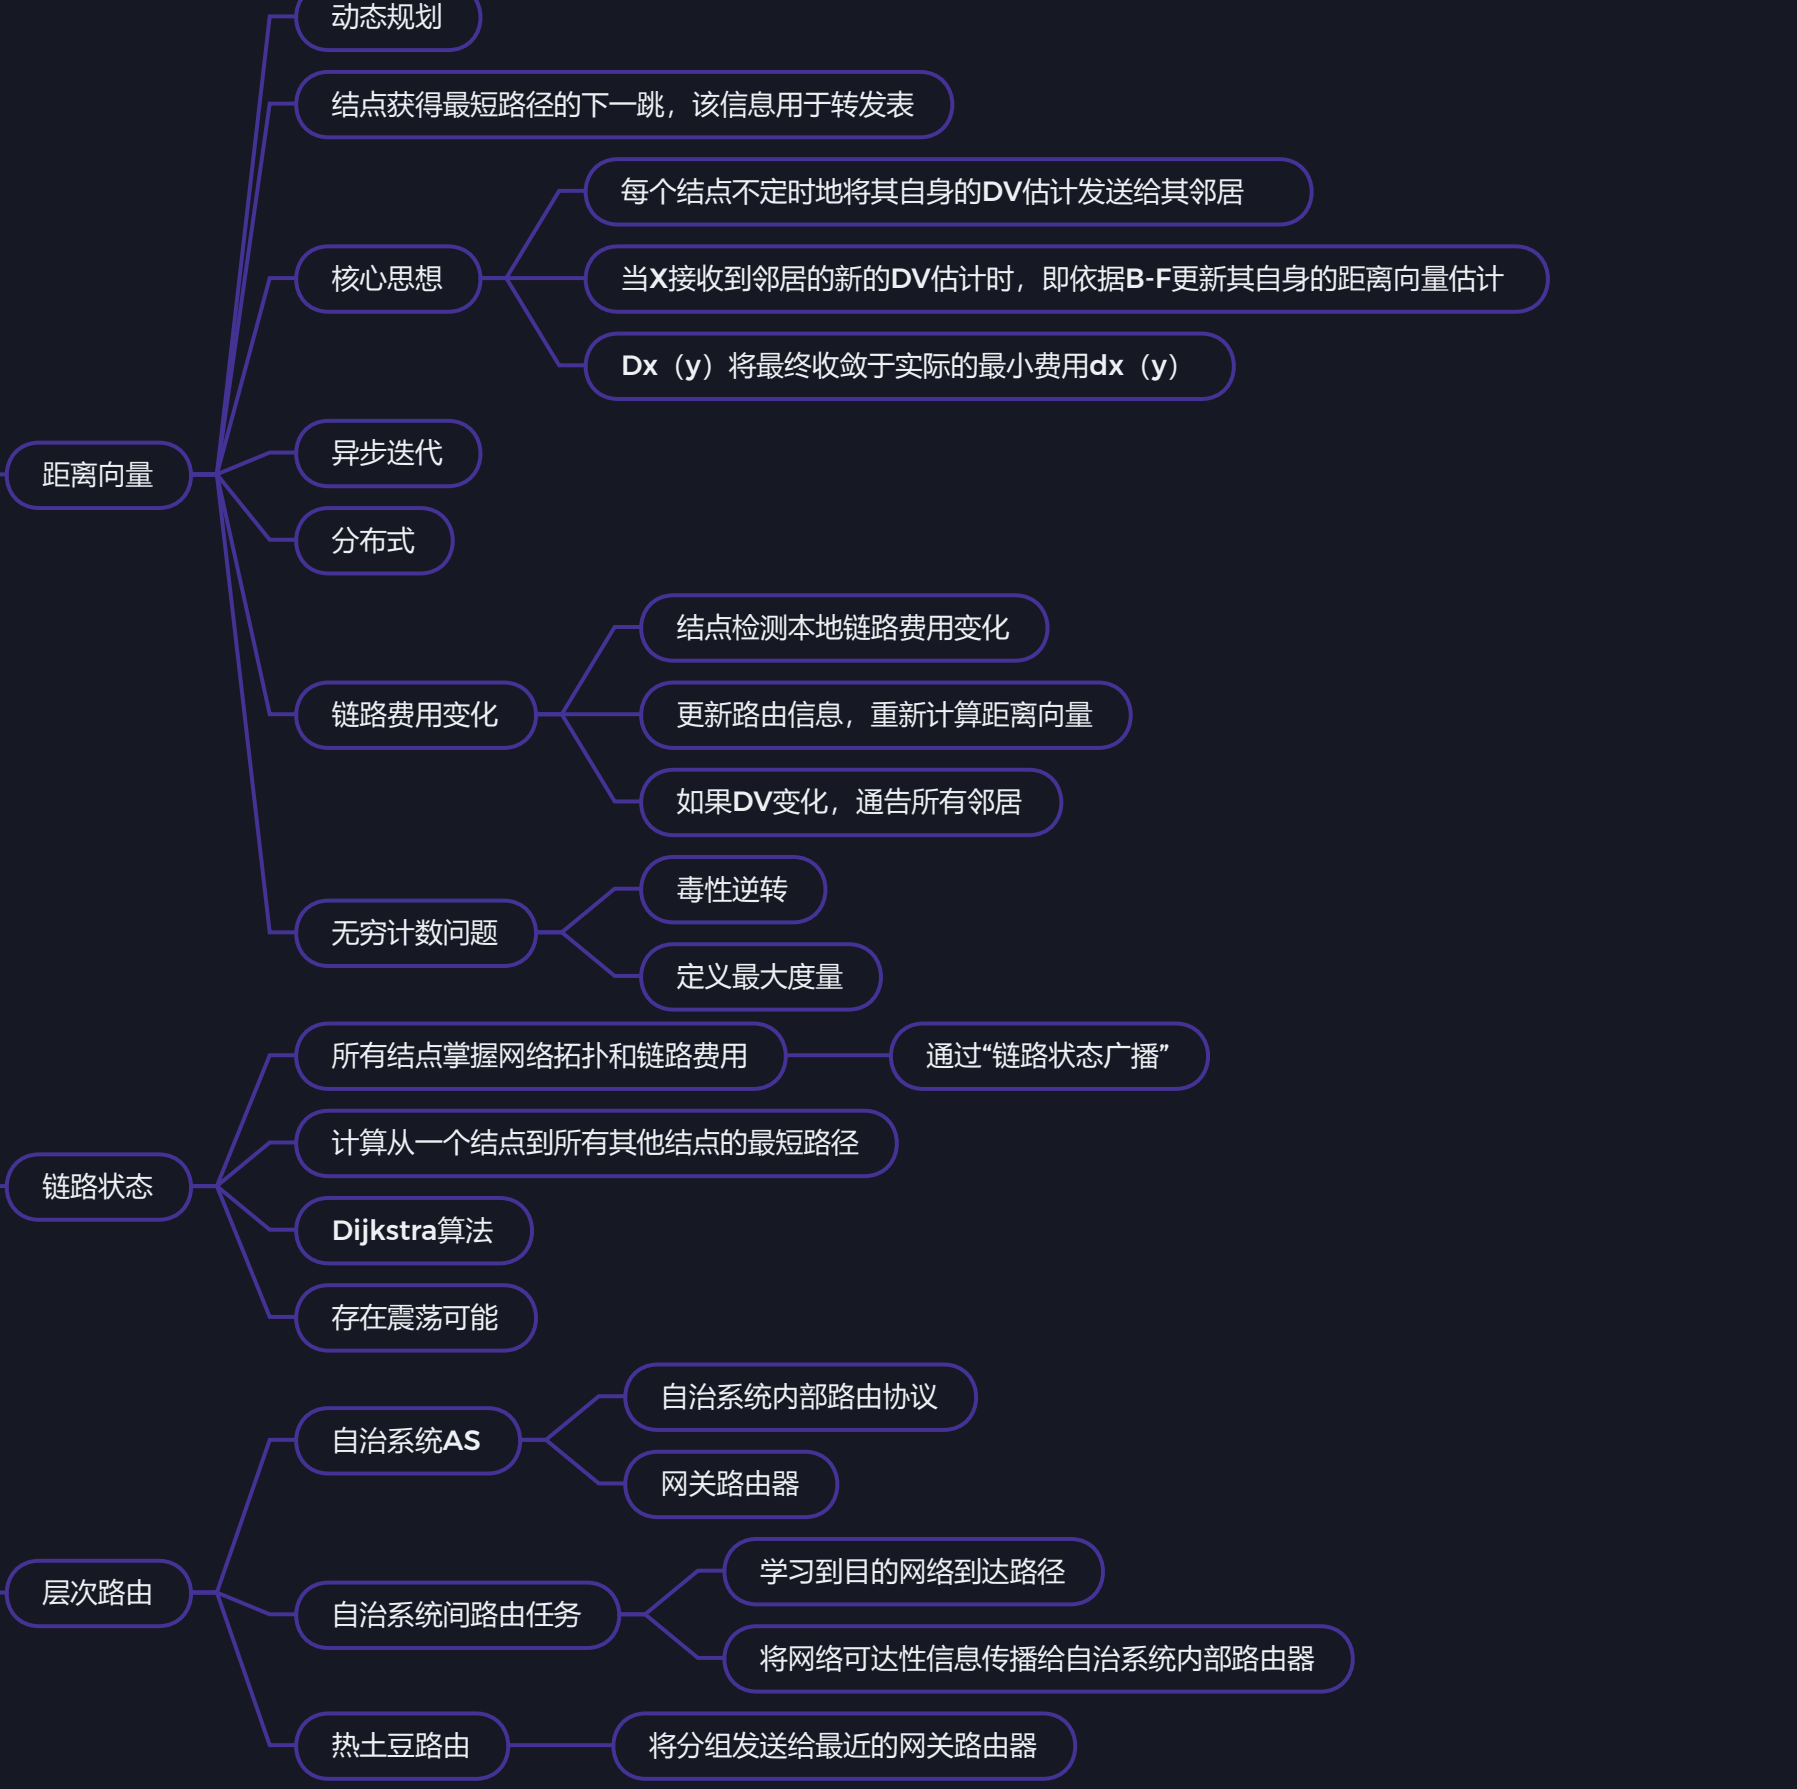 动态规划
结点获得最短路径的下一跳，该信息用于转发表
每个结点不定时地将其自身的DV估计发送给其邻居
核心思想
当X接收到邻居的新的DV估计时，即依据B-F更新其自身的距离向量估计
Dx（y）将最终收敛于实际的最小费用dx（y）
异步迭代
距离向量
分布式
结点检测本地链路费用变化
链路费用变化
更新路由信息，重新计算距离向量
如果DV变化，通告所有邻居
毒性逆转
无穷计数问题
定义最大度量
所有结点掌握网络拓扑和链路费用
通过“链路状态广播”
计算从一个结点到所有其他结点的最短路径
链路状态
Dijkstra算法
存在震荡可能
自治系统内部路由协议
自治系统AS
网关路由器
学习到目的网络到达路径
层次路由
自治系统间路由任务
将网络可达性信息传播给自治系统内部路由器
热土豆路由
将分组发送给最近的网关路由器